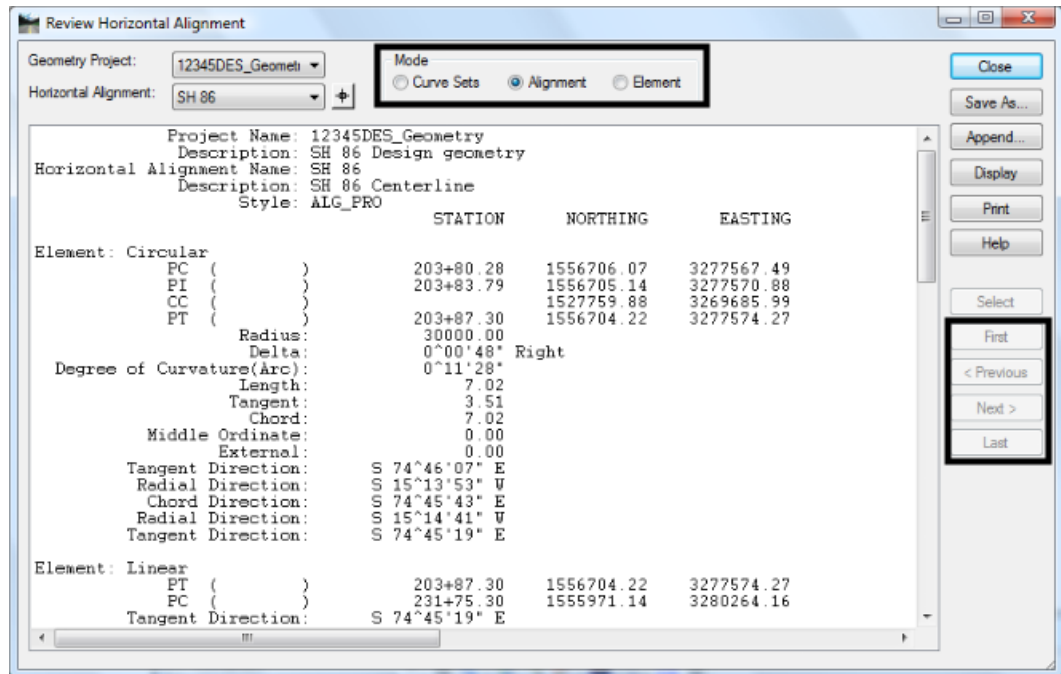 Review Horizontal Alignment
Geometry Project: 12345DES_Geometr
Horizontal Alignment: SH 86
Mode
Curve Sets Alignment Element
Close
Save As...
Append...
Display
Print
Help
Select
First
< Previous
Next >
Last
Project Name: 12345DES_Geometry
Description: SH 86 Design geometry
Horizontal Alignment Name: SH 86
Description: SH 86 Centerline
Style: ALG_PRO
STATION NORTHING EASTING
Element: Circular
PC ( ) 203+80.28 1556706.07 3277567.49
PI ( ) 203+83.79 1556705.14 3277570.88
CC ( ) 1527759.88 3269685.99
PT ( ) 203+87.30 1556704.22 3277574.27
Radius: 30000.00
Delta: 0^00'48" Right
Degree of Curvature(Arc): 0^11'28"
Length: 7.02
Tangent: 3.51
Chord: 7.02
Middle Ordinate: 0.00
External: 0.00
Tangent Direction: S 74^46'07" E
Radial Direction: S 15^13'53" W
Chord Direction: S 74^45'43" E
Radial Direction: S 15^14'41" W
Tangent Direction: S 74^45'19" E
Element: Linear
PT ( ) 203+87.30 1556704.22 3277574.27
PC ( ) 231+75.30 1555971.14 3280264.16
Tangent Direction: S 74^45'19" E